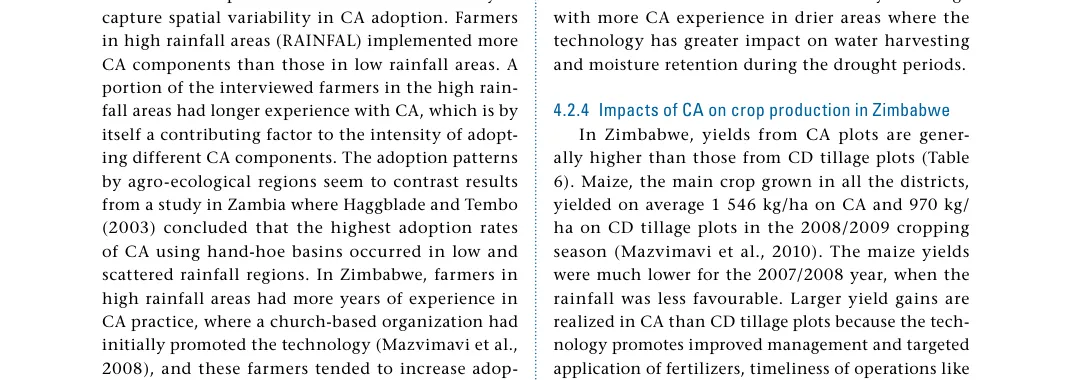 capture spatial variability in CA adoption. Farmers
in high rainfall areas (RAINFAL) implemented more
CA components than those in low rainfall areas. A
portion of the interviewed farmers in the high rain-
fall areas had longer experience with CA, which is by
itself a contributing factor to the intensity of adopt-
ing different CA components. The adoption patterns
by agro-ecological regions seem to contrast results
from a study in Zambia where Haggblade and Tembo
(2003) concluded that the highest adoption rates
of CA using hand-hoe basins occurred in low and
scattered rainfall regions. In Zimbabwe, farmers in
high rainfall areas had more years of experience in
CA practice, where a church-based organization had
initially promoted the technology (Mazvimavi et al.,
2008), and these farmers tended to increase adop-
with more CA experience in drier areas where the
technology has greater impact on water harvesting
and moisture retention during the drought periods.
4.2.4 Impacts of CA on crop production in Zimbabwe
In Zimbabwe, yields from CA plots are gener-
ally higher than those from CD tillage plots (Table
6). Maize, the main crop grown in all the districts,
yielded on average 1 546 kg/ha on CA and 970 kg/
ha on CD tillage plots in the 2008/2009 cropping
season (Mazvimavi et al., 2010). The maize yields
were much lower for the 2007/2008 year, when the
rainfall was less favourable. Larger yield gains are
realized in CA than CD tillage plots because the tech-
nology promotes improved management and targeted
application of fertilizers, timeliness of operations like